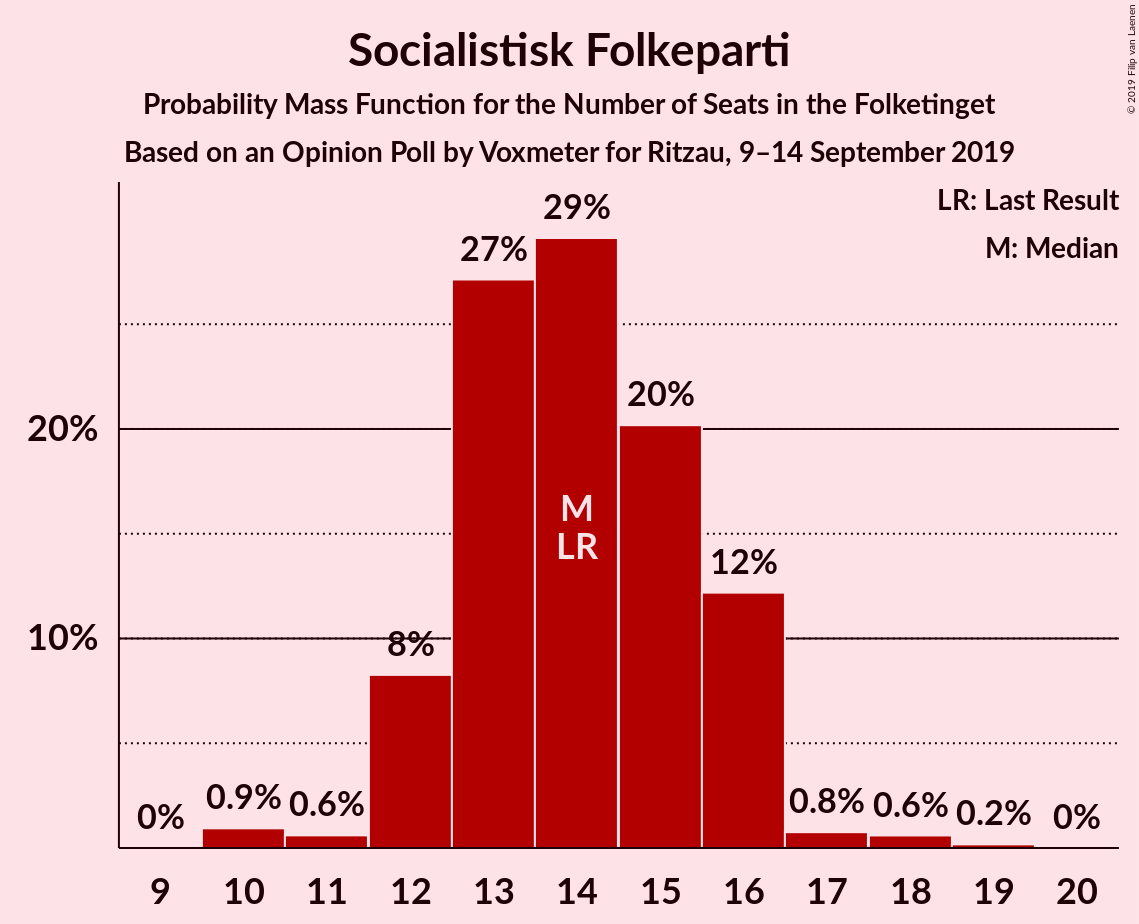 Socialistisk Folkeparti
Probability Mass Function for the Number of Seats in the Folketinget
Based on an Opinion Poll by Voxmeter for Ritzau, 9–14 September 2019
© 2019 Filip van Laenen
LR: Last Result
M: Median
29%
27%
20%
20%
M
LR
12%
10%
8%
0%
0.9%
0.6%
0.8%
0.6%
0.2%
0%
9 10 11 12 13 14 15 16 17 18 19 20